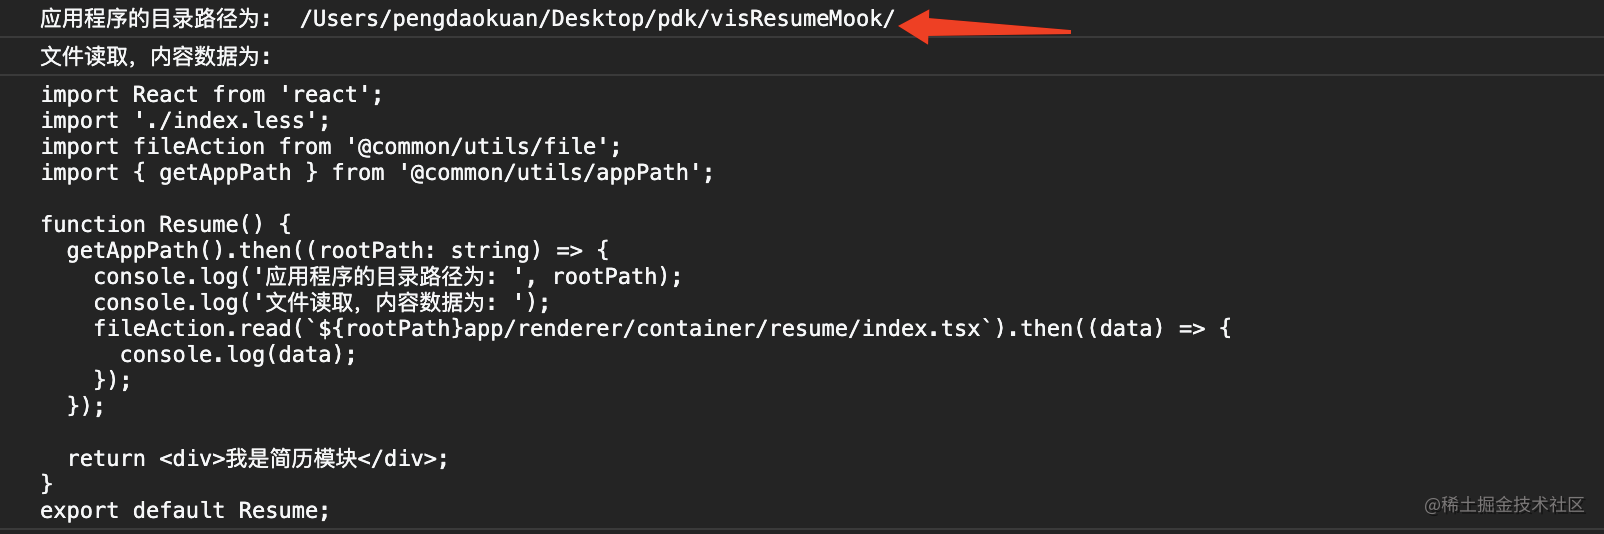 应用程序的目录路径为:  /Users/pengdaokuan/Desktop/pdk/visResumeMook/
文件读取，内容数据为:
import React from 'react';
import './index.less';
import fileAction from '@common/utils/file';
import { getAppPath } from '@common/utils/appPath';

function Resume() {
  getAppPath().then((rootPath: string) => {
    console.log('应用程序的目录路径为: ', rootPath);
    console.log('文件读取，内容数据为: ');
    fileAction.read(`${rootPath}app/renderer/container/resume/index.tsx`).then((data) => {
      console.log(data);
    });
  });

  return <div>我是简历模块</div>;
}
export default Resume;
@稀土掘金技术社区